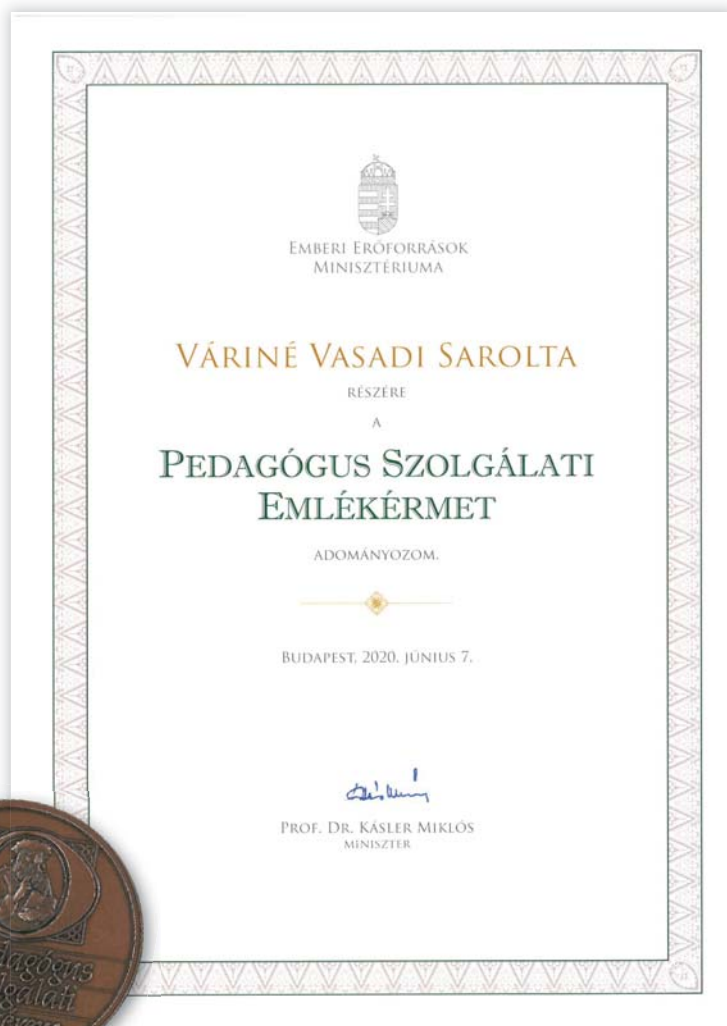 EMBERI ERŐFORRÁSOK
MINISZTÉRIUMA
VÁRINÉ VASADI SAROLTA
RÉSZÉRE
A
PEDAGÓGUS SZOLGÁLATI
EMLÉKÉRMET
ADOMÁNYOZOM.
BUDAPEST, 2020. JÚNIUS 7.
PROF. DR. KÁSLER MIKLÓS
MINISZTER